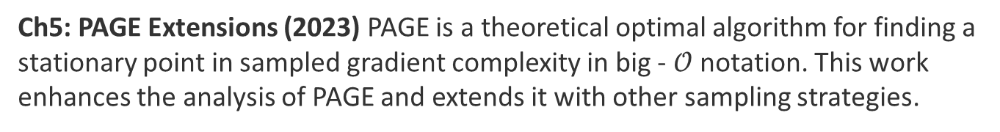 Ch5: PAGE Extensions (2023) PAGE is a theoretical optimal algorithm for finding a
stationary point in sampled gradient complexity in big - 𝒪 notation. This work
enhances the analysis of PAGE and extends it with other sampling strategies.